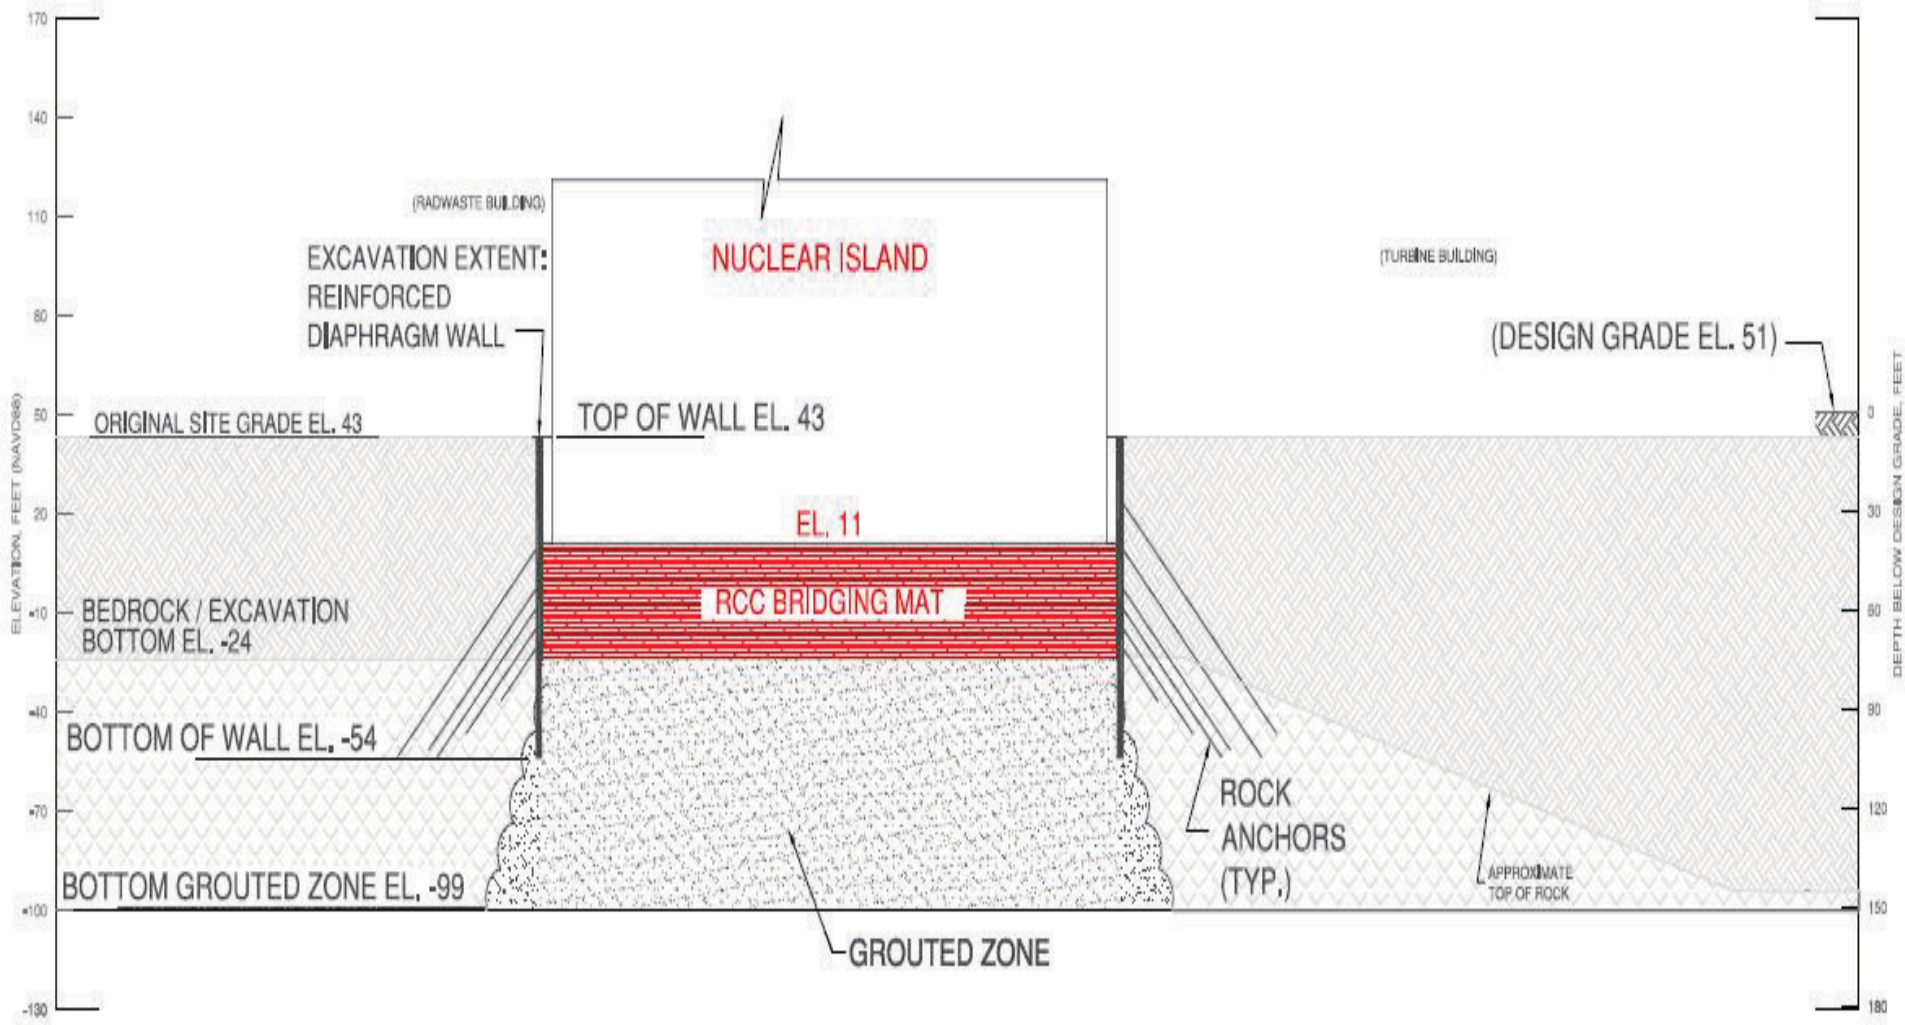 170
140
110
80
50
20
-10
-40
-70
-100
-130
ELEVATION, FEET (NAVD88)
(RADWASTE BUILDING)
EXCAVATION EXTENT:
REINFORCED
DIAPHRAGM WALL
NUCLEAR ISLAND
(TURBINE BUILDING)
(DESIGN GRADE EL. 51)
ORIGINAL SITE GRADE EL. 43
TOP OF WALL EL. 43
EL. 11
RCC BRIDGING MAT
BEDROCK / EXCAVATION
BOTTOM EL. -24
BOTTOM OF WALL EL. -54
ROCK
ANCHORS
(TYP.)
APPROXIMATE
TOP OF ROCK
BOTTOM GROUTED ZONE EL. -99
GROUTED ZONE
0
30
60
90
120
150
180
DEPTH BELOW DESIGN GRADE, FEET